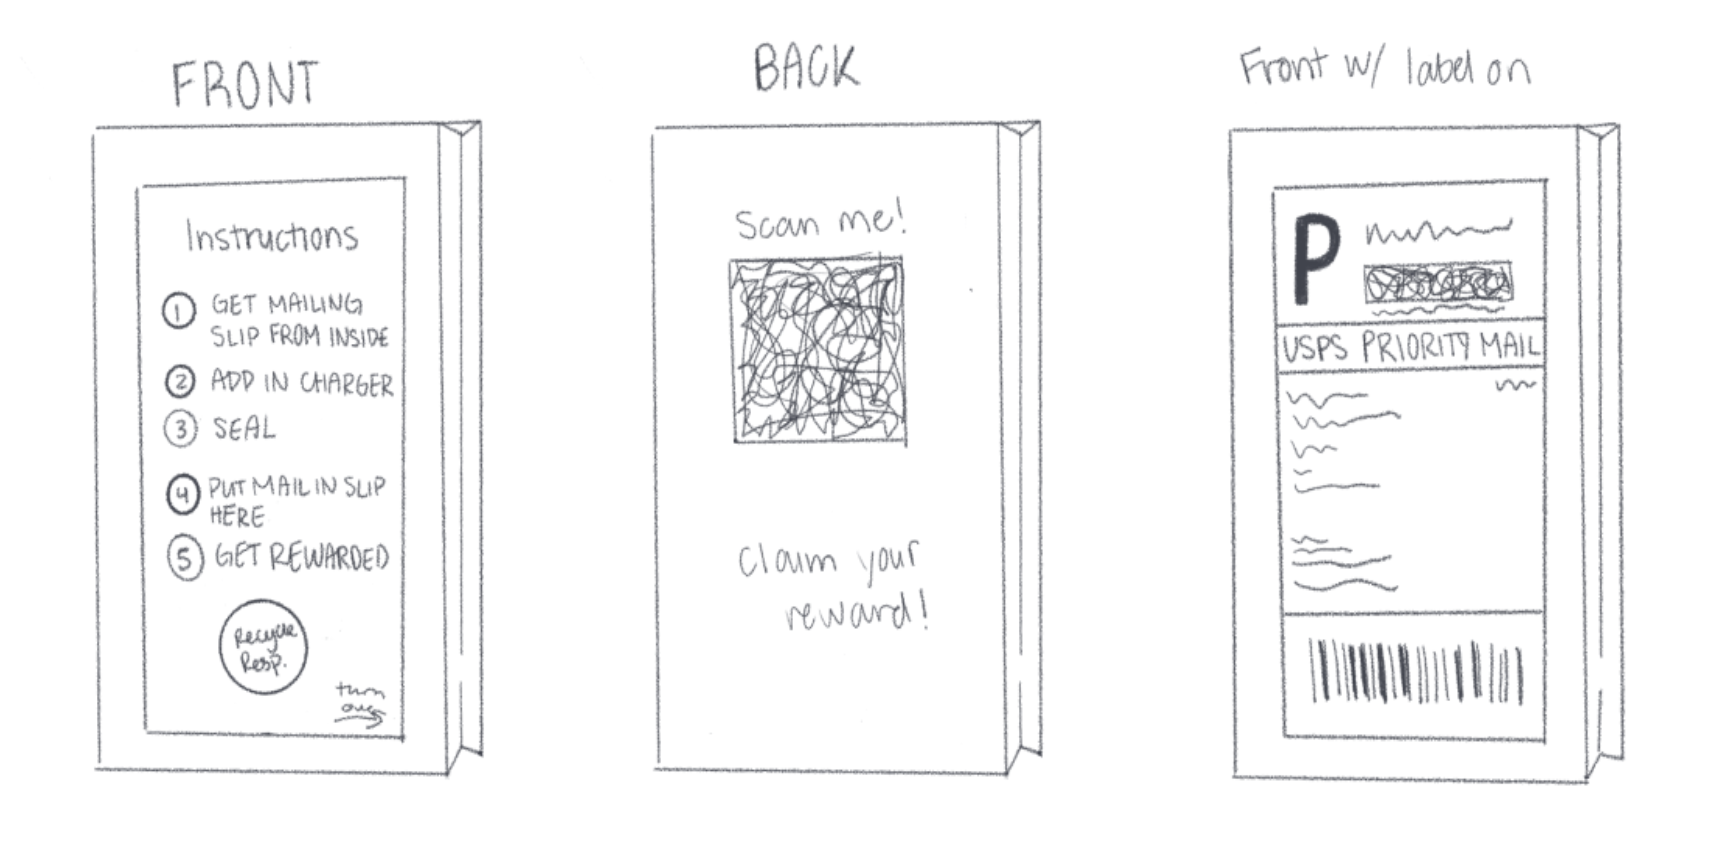 FRONT
Instructions
1 GET MAILING
SLIP FROM INSIDE
2 ADD IN CHARGER
3 SEAL
4 PUT MAIL IN SLIP
HERE
5 GET REWARDED
Recycle
Resp.
turn
over
BACK
Scan me!
Claim your
reward!
Front w/ label on
P
USPS PRIORITY MAIL